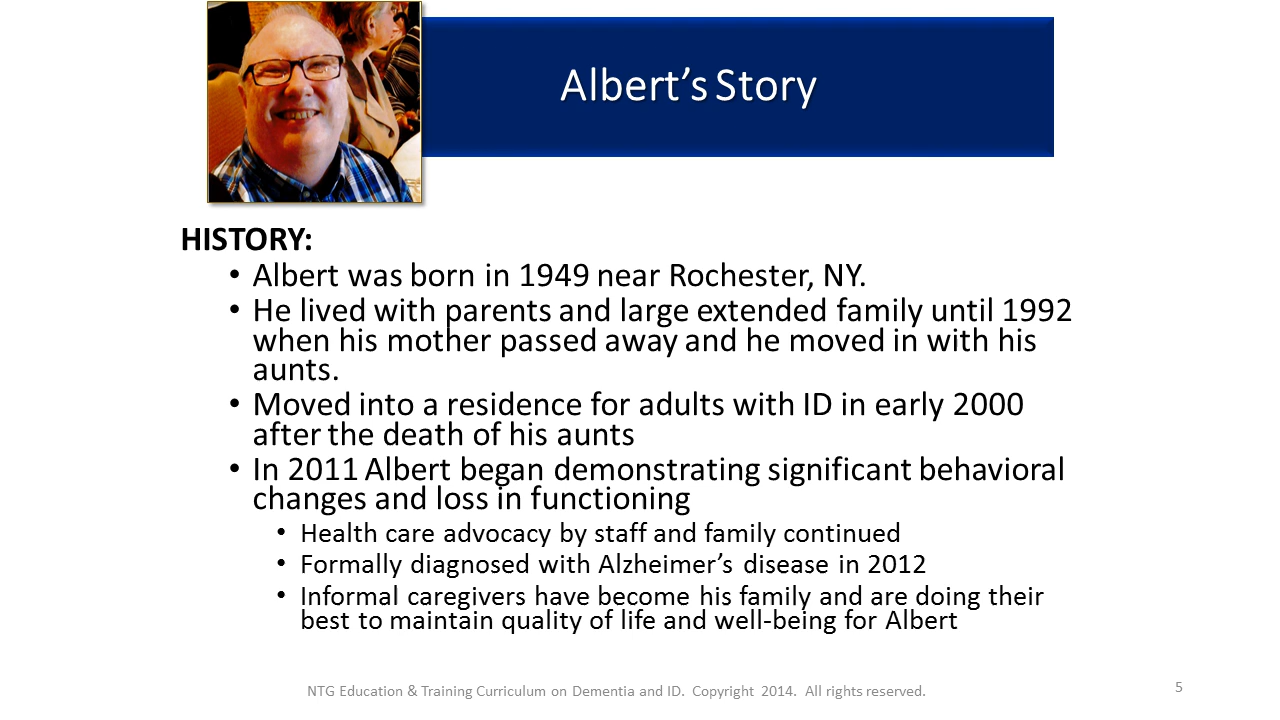 Albert’s Story
HISTORY:
• Albert was born in 1949 near Rochester, NY.
• He lived with parents and large extended family until 1992
when his mother passed away and he moved in with his
aunts.
• Moved into a residence for adults with ID in early 2000
after the death of his aunts
• In 2011 Albert began demonstrating significant behavioral
changes and loss in functioning
• Health care advocacy by staff and family continued
• Formally diagnosed with Alzheimer’s disease in 2012
• Informal caregivers have become his family and are doing their
best to maintain quality of life and well-being for Albert
NTG Education & Training Curriculum on Dementia and ID. Copyright 2014. All rights reserved.
5